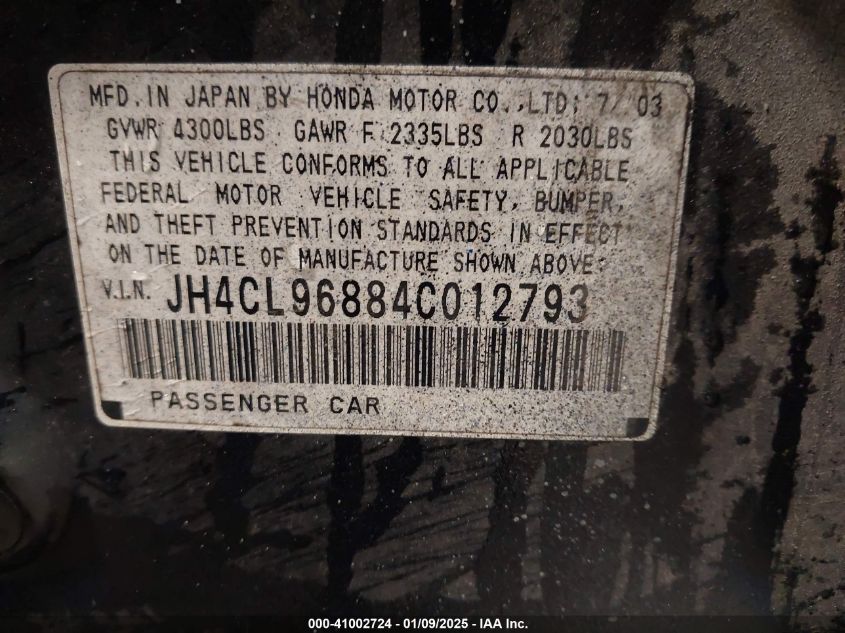 MFD. IN JAPAN BY HONDA MOTOR CO., LTD; 7/ 03
GVWR 4300LBS GAWR F 2335LBS R 2030LBS
THIS VEHICLE CONFORMS TO ALL APPLICABLE
FEDERAL MOTOR VEHICLE SAFETY, BUMPER,
AND THEFT PREVENTION STANDARDS IN EFFECT
ON THE DATE OF MANUFACTURE SHOWN ABOVE.
V.I.N. JH4CL96884C012793
PASSENGER CAR
000-41002724 - 01/09/2025 - IAA Inc.